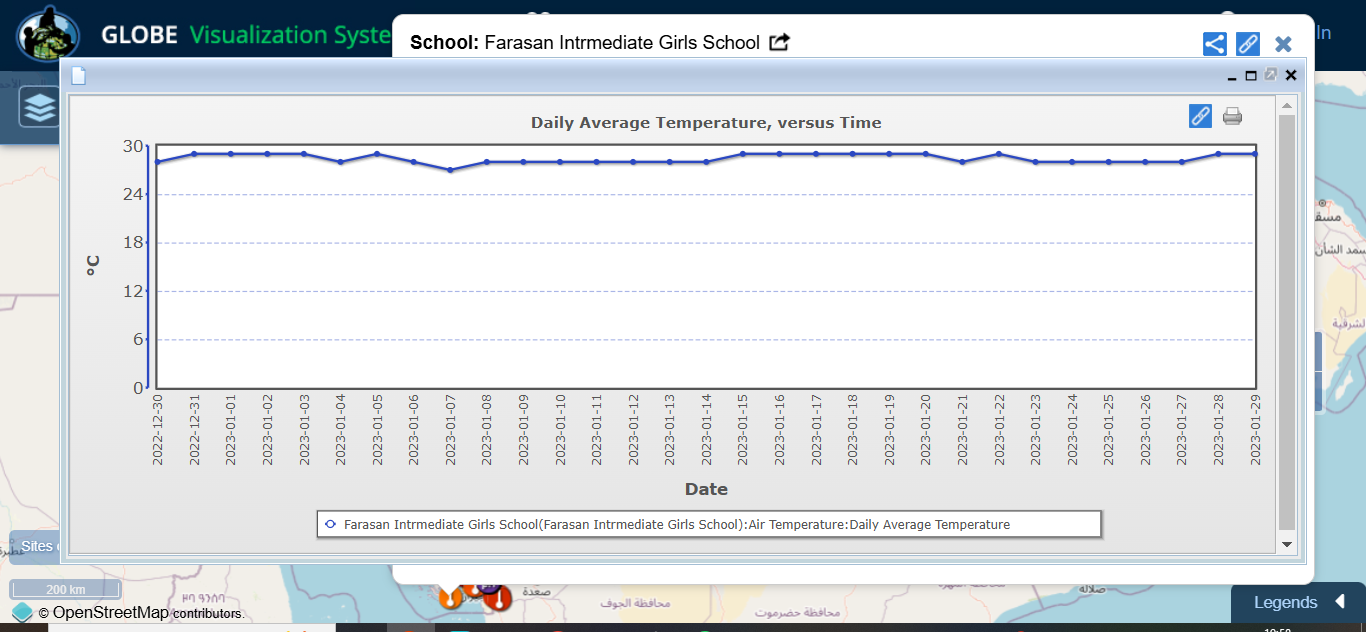 GLOBE Visualization Syste
School: Farasan Intrmediate Girls School
In
Daily Average Temperature, versus Time
30
24
18
12
6
0
°C
2022-12-30
2022-12-31
2023-01-01
2023-01-02
2023-01-03
2023-01-04
2023-01-05
2023-01-06
2023-01-07
2023-01-08
2023-01-09
2023-01-10
2023-01-11
2023-01-12
2023-01-13
2023-01-14
2023-01-15
2023-01-16
2023-01-17
2023-01-18
2023-01-19
2023-01-20
2023-01-21
2023-01-22
2023-01-23
2023-01-24
2023-01-25
2023-01-26
2023-01-27
2023-01-28
2023-01-29
Date
Farasan Intrmediate Girls School(Farasan Intrmediate Girls School):Air Temperature:Daily Average Temperature
مسق
سمد الشأن
الشرقية
Sites
200 km
صعدة
محافظة الجوف
محافظة حضرموت
صلالة
© OpenStreetMap contributors.
Legends